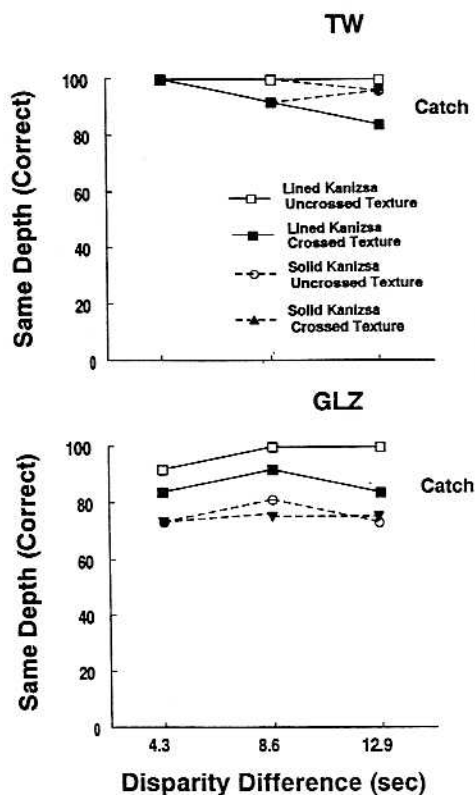 TW
100
80
60
40
20
0
Same Depth (Correct)
Catch
Lined Kanizsa
Uncrossed Texture
Lined Kanizsa
Crossed Texture
Solid Kanizsa
Uncrossed Texture
Solid Kanizsa
Crossed Texture
GLZ
100
80
60
40
20
0
Same Depth (Correct)
Catch
4.3 8.6 12.9
Disparity Difference (sec)